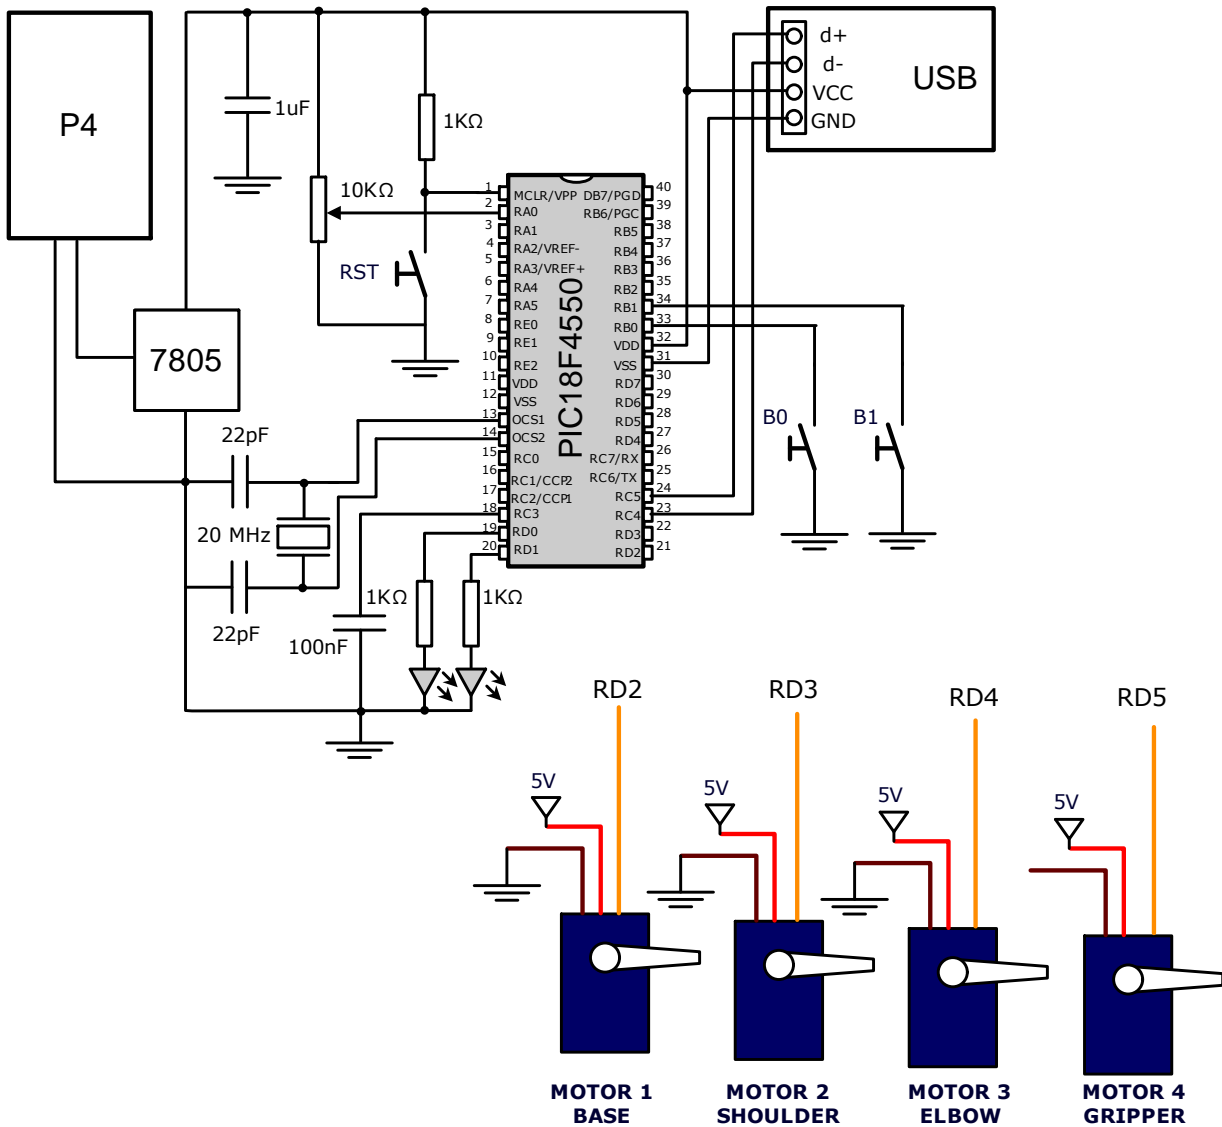 P4
1uF
1KΩ
10KΩ
RST
7805
22pF
20 MHz
22pF
100nF
1KΩ
1KΩ
USB
d+
d-
VCC
GND
PIC18F4550
1 MCLR/VPP
2 RA0
3 RA1
4 RA2/VREF-
5 RA3/VREF+
6 RA4
7 RA5
8 RE0
9 RE1
10 RE2
11 VDD
12 VSS
13 OCS1
14 OCS2
15 RC0
16 RC1/CCP2
17 RC2/CCP1
18 RC3
19 RD0
20 RD1
DB7/PGD 40
RB6/PGC 39
RB5 38
RB4 37
RB3 36
RB2 35
RB1 34
RB0 33
VDD 32
VSS 31
RD7 30
RD6 29
RD5 28
RD4 27
RC7/RX 26
RC6/TX 25
RC5 24
RC4 23
RD3 22
RD2 21
B0
B1
RD2
RD3
RD4
RD5
5V
5V
5V
5V
MOTOR 1
BASE
MOTOR 2
SHOULDER
MOTOR 3
ELBOW
MOTOR 4
GRIPPER